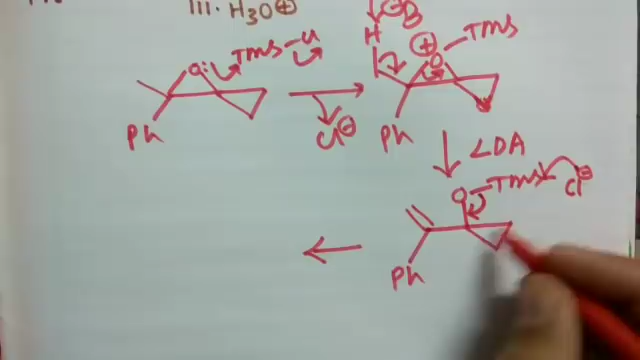 III. H3O⊕
⊖B
H
TMS
O: TMS-Cl
⊕
O
Ph
Cl⊖
Ph
LDA
O-TMS Cl⊖
Ph